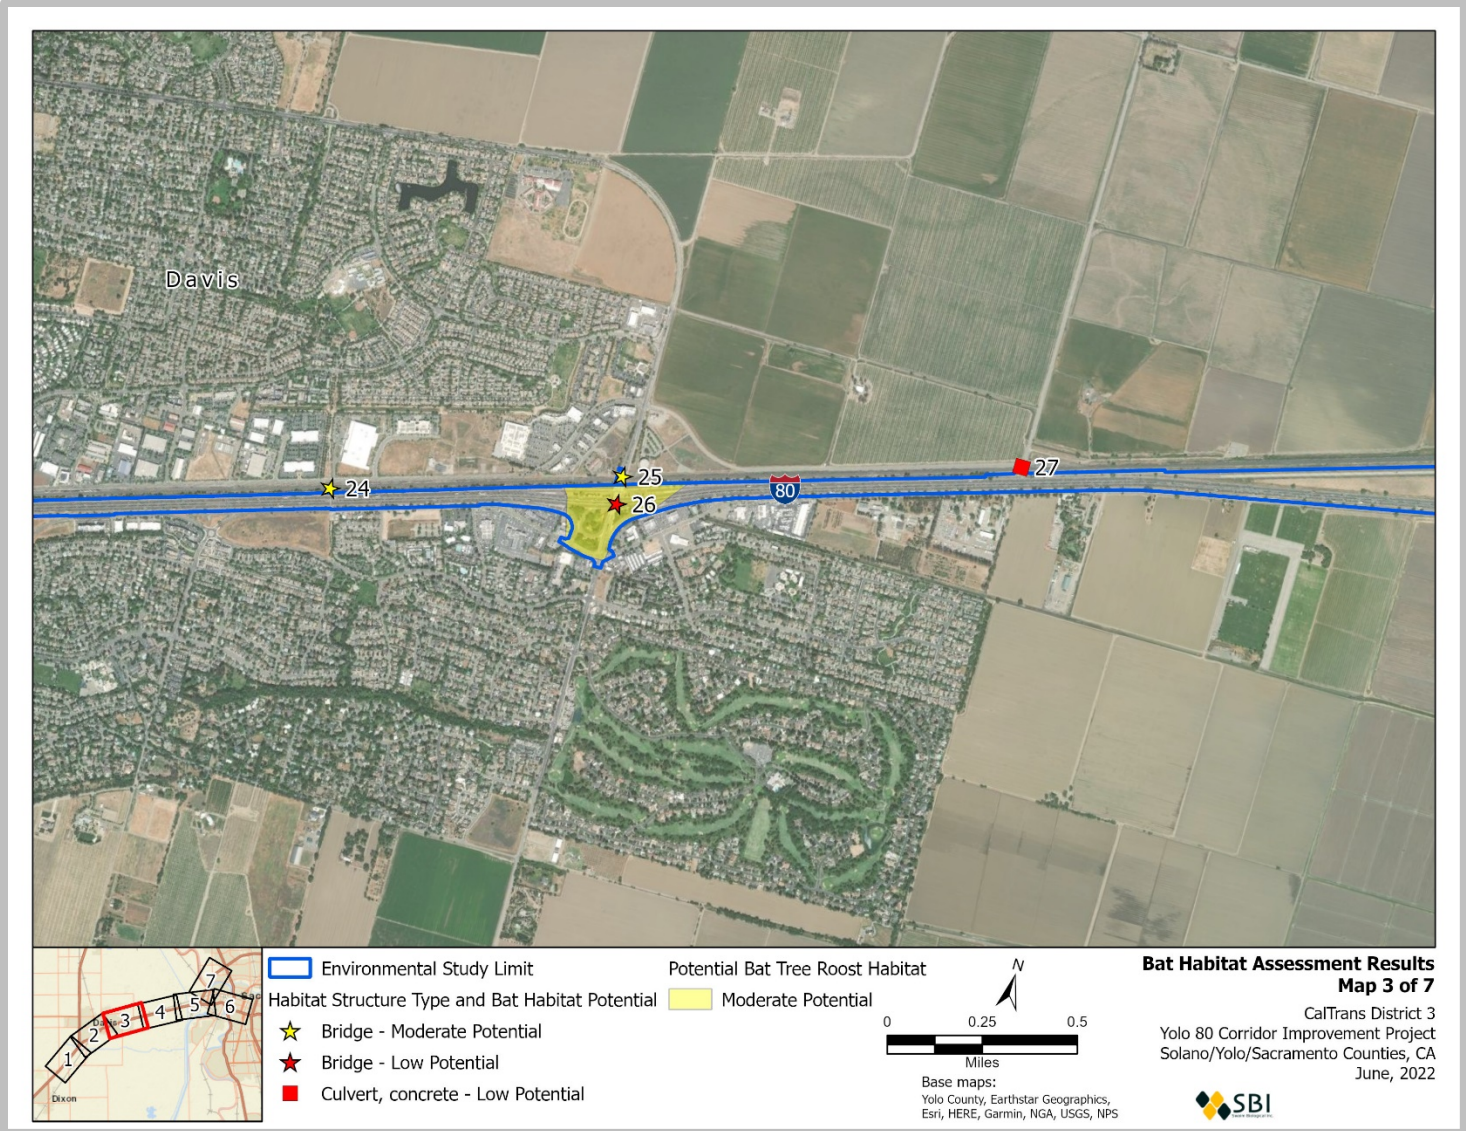 Davis
24
25
26
80
27
Environmental Study Limit
Habitat Structure Type and Bat Habitat Potential
Bridge - Moderate Potential
Bridge - Low Potential
Culvert, concrete - Low Potential
Potential Bat Tree Roost Habitat
Moderate Potential
N
0 0.25 0.5
Miles
Base maps:
Yolo County, Earthstar Geographics,
Esri, HERE, Garmin, NGA, USGS, NPS
Bat Habitat Assessment Results
Map 3 of 7
CalTrans District 3
Yolo 80 Corridor Improvement Project
Solano/Yolo/Sacramento Counties, CA
June, 2022
SBI
1
2
3
4
5
6
7
Dixon